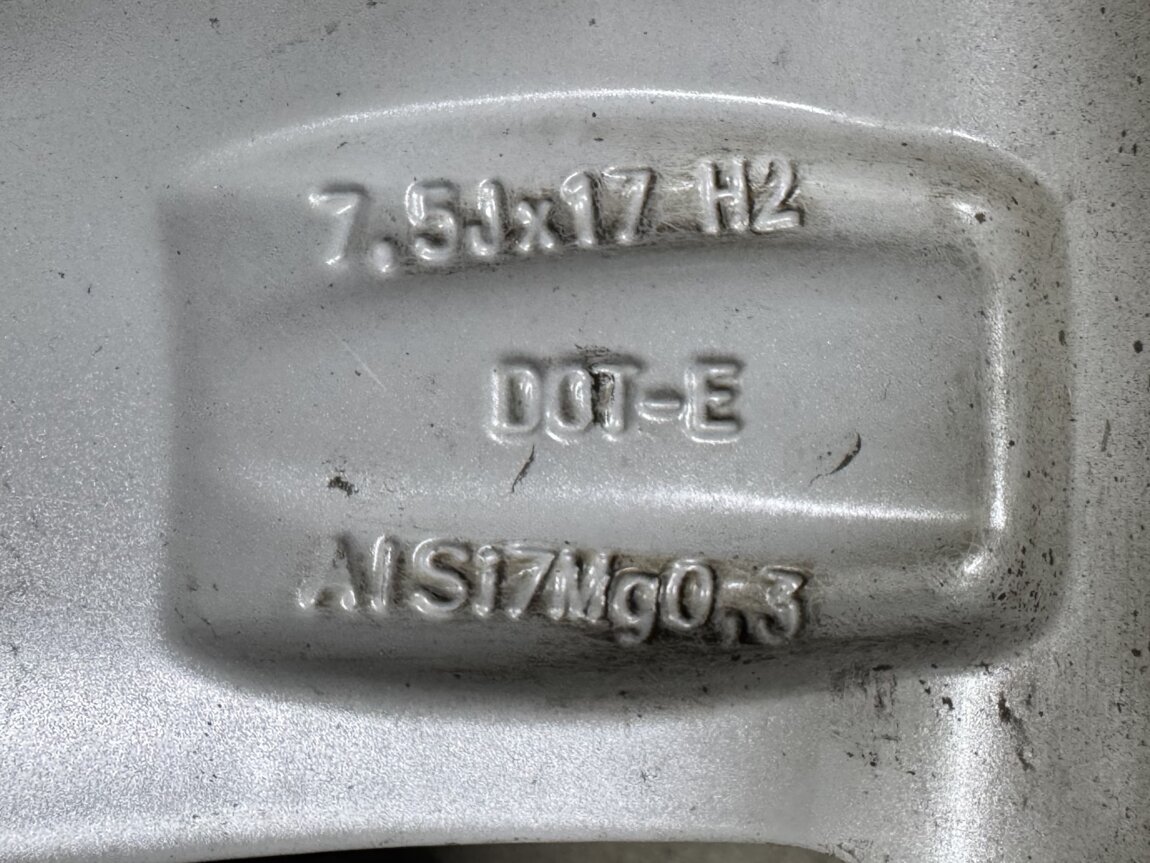 7.5Jx17 H2
DOT-E
AlSi7Mg0,3